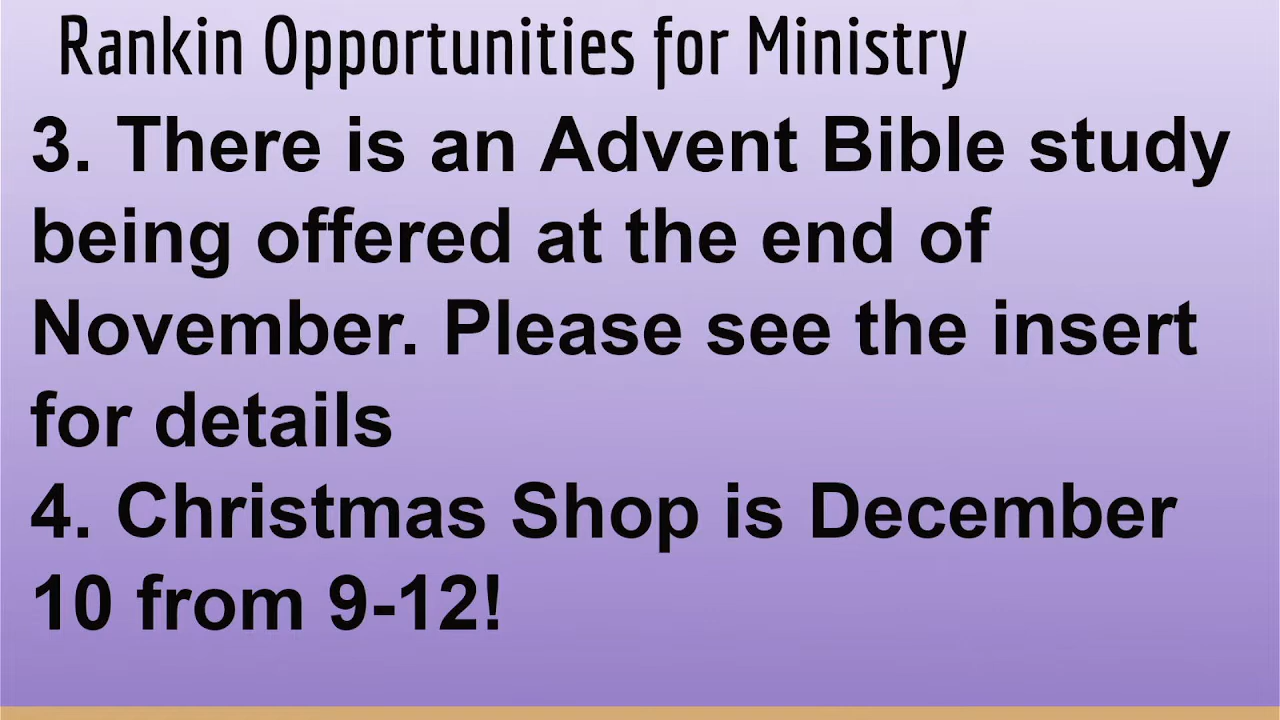 Rankin Opportunities for Ministry
3. There is an Advent Bible study
being offered at the end of
November. Please see the insert
for details
4. Christmas Shop is December
10 from 9-12!